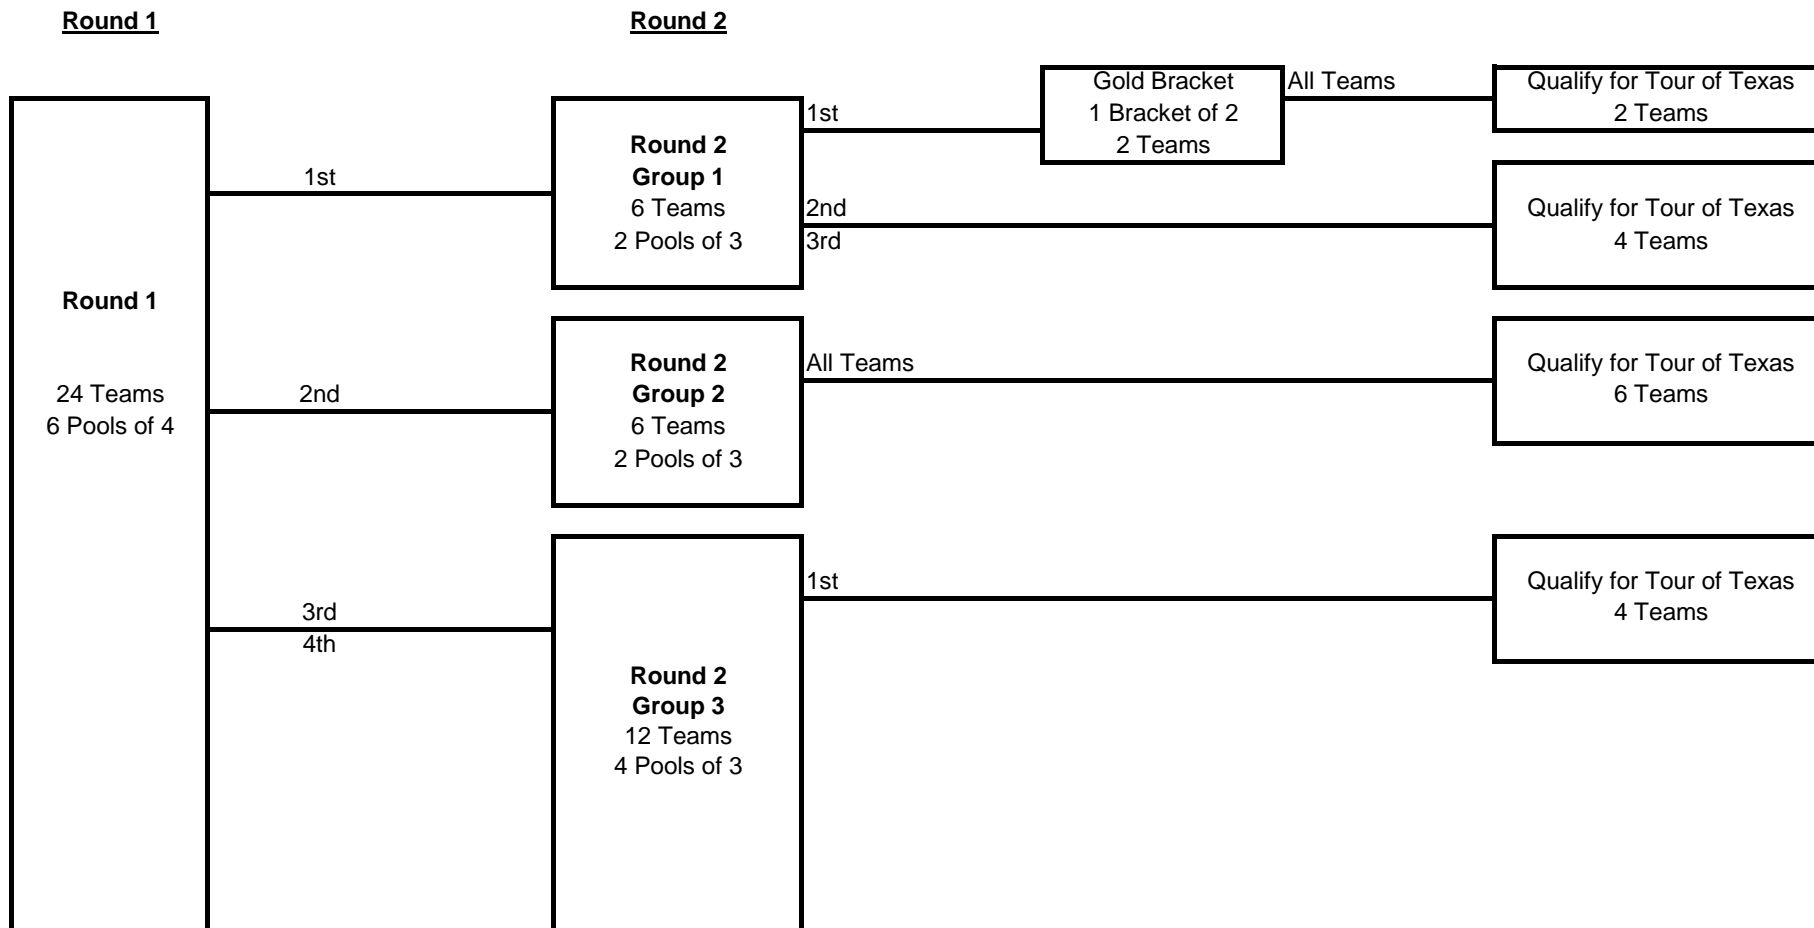 Round 1
Round 2
Round 1
24 Teams
6 Pools of 4
1st
2nd
3rd
4th
Round 2
Group 1
6 Teams
2 Pools of 3
1st
2nd
3rd
Gold Bracket
1 Bracket of 2
2 Teams
All Teams
Qualify for Tour of Texas
2 Teams
Qualify for Tour of Texas
4 Teams
Round 2
Group 2
6 Teams
2 Pools of 3
All Teams
Qualify for Tour of Texas
6 Teams
Round 2
Group 3
12 Teams
4 Pools of 3
1st
Qualify for Tour of Texas
4 Teams